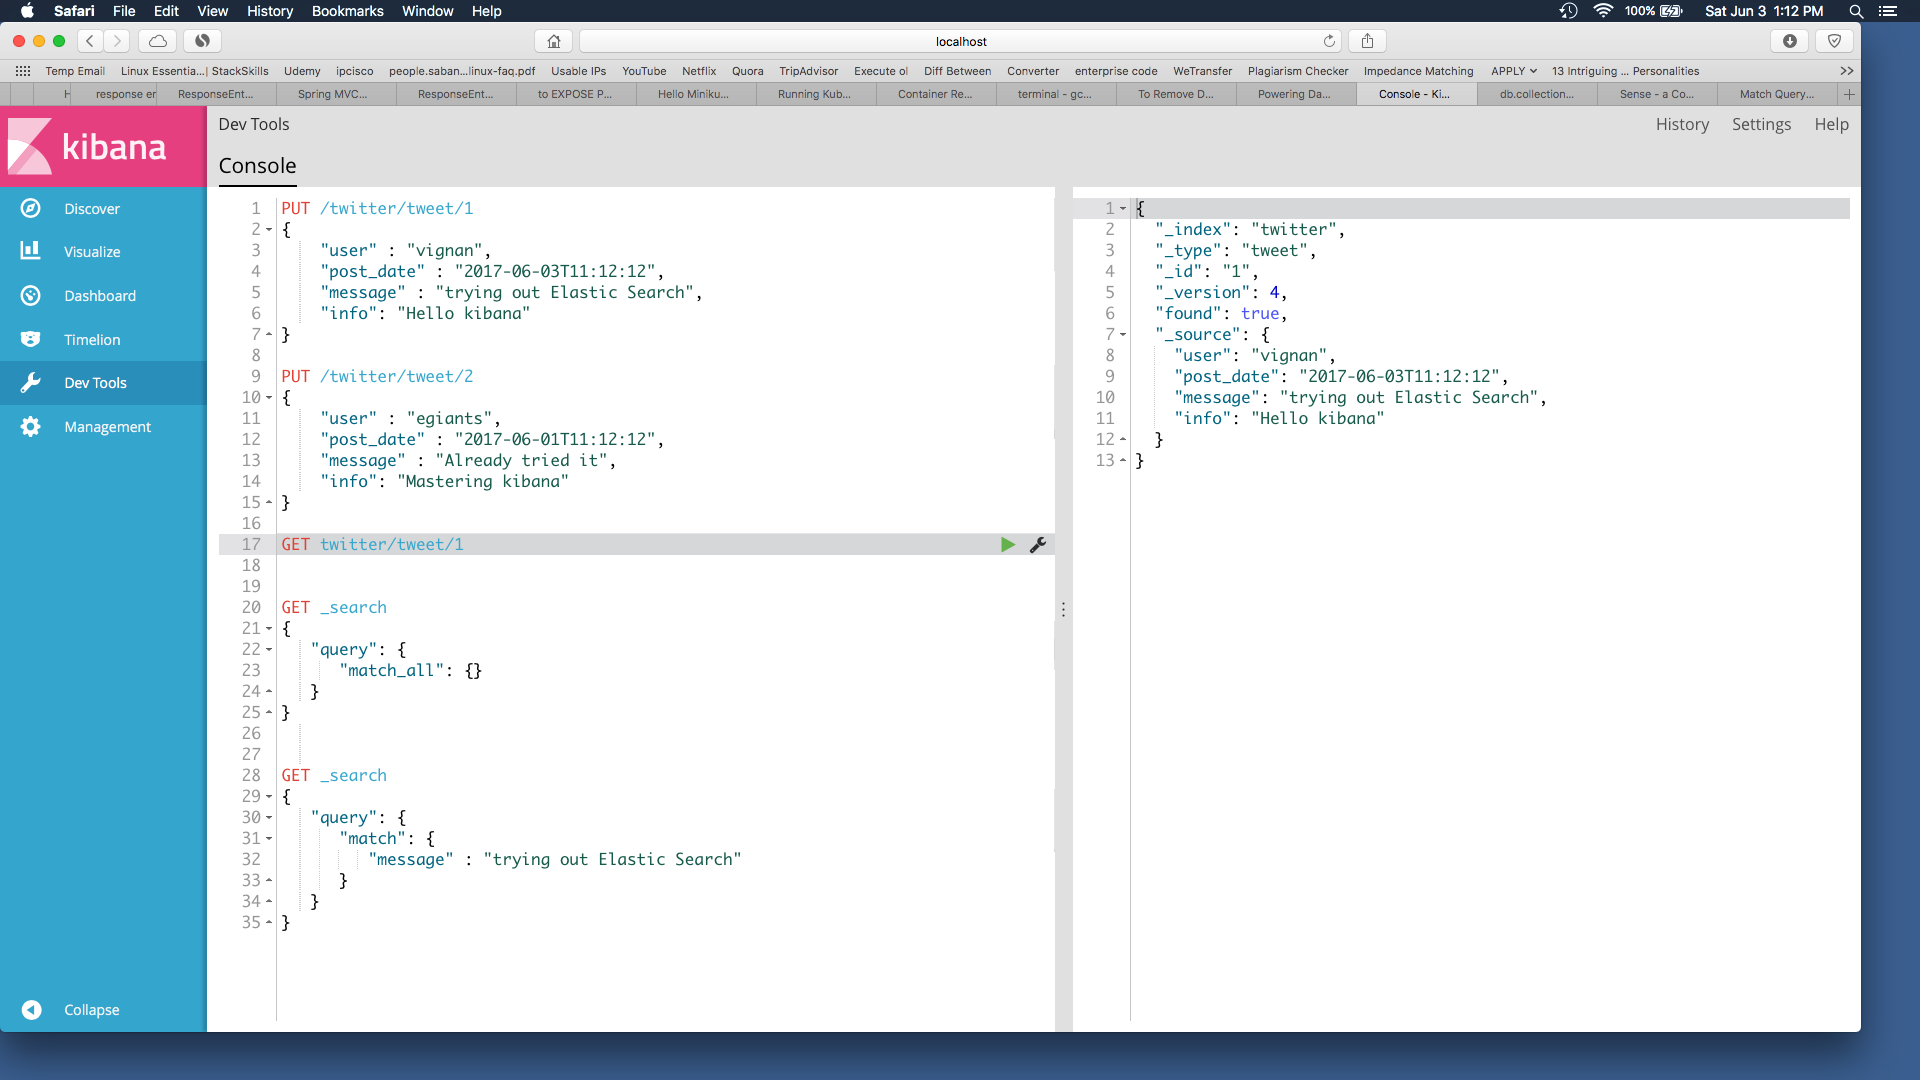 Safari File Edit View History Bookmarks Window Help 100% Sat Jun 3 1:12 PM
localhost
Temp Email Linux Essentia...| StackSkills Udemy ipcisco people.saban...linux-faq.pdf Usable IPs YouTube Netflix Quora TripAdvisor Execute ol Diff Between Converter enterprise code WeTransfer Plagiarism Checker Impedance Matching APPLY 13 Intriguing ... Personalities >>
response er ResponseEnt... Spring MVC... ResponseEnt... to EXPOSE P... Hello Miniku... Running Kub... Container Re... terminal - gc... To Remove D... Powering Da... Console - Ki... db.collection... Sense - a Co... Match Query... +
kibana
Discover
Visualize
Dashboard
Timelion
Dev Tools
Management
Collapse
Dev Tools
History Settings Help
Console
1 PUT /twitter/tweet/1
2 {
3 "user" : "vignan",
4 "post_date" : "2017-06-03T11:12:12",
5 "message" : "trying out Elastic Search",
6 "info": "Hello kibana"
7 }
8
9 PUT /twitter/tweet/2
10 {
11 "user" : "egiants",
12 "post_date" : "2017-06-01T11:12:12",
13 "message" : "Already tried it",
14 "info": "Mastering kibana"
15 }
16
17 GET twitter/tweet/1
18
19
20 GET _search
21 {
22 "query": {
23 "match_all": {}
24 }
25 }
26
27
28 GET _search
29 {
30 "query": {
31 "match": {
32 "message" : "trying out Elastic Search"
33 }
34 }
35 }
1 {
2 "_index": "twitter",
3 "_type": "tweet",
4 "_id": "1",
5 "_version": 4,
6 "found": true,
7 "_source": {
8 "user": "vignan",
9 "post_date": "2017-06-03T11:12:12",
10 "message": "trying out Elastic Search",
11 "info": "Hello kibana"
12 }
13 }